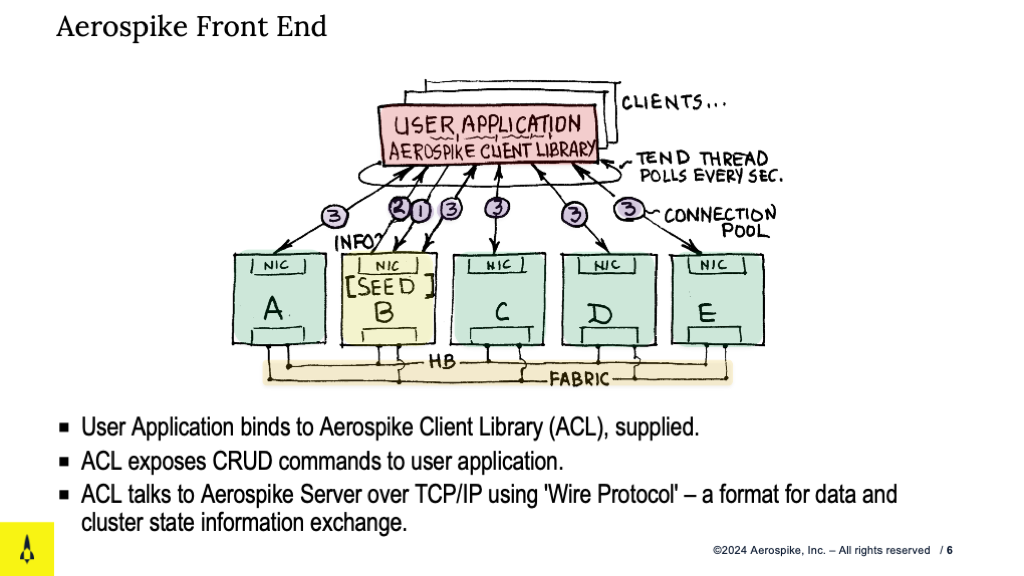 Aerospike Front End
CLIENTS...
USER APPLICATION
AEROSPIKE CLIENT LIBRARY
TEND THREAD
POLLS EVERY SEC.
3 2 1 3 3 3 3
CONNECTION
POOL
INFO?
NIC NIC NIC NIC NIC
[SEED]
A B C D E
HB
FABRIC
▪ User Application binds to Aerospike Client Library (ACL), supplied.
▪ ACL exposes CRUD commands to user application.
▪ ACL talks to Aerospike Server over TCP/IP using 'Wire Protocol' – a format for data and
cluster state information exchange.
©2024 Aerospike, Inc. – All rights reserved / 6